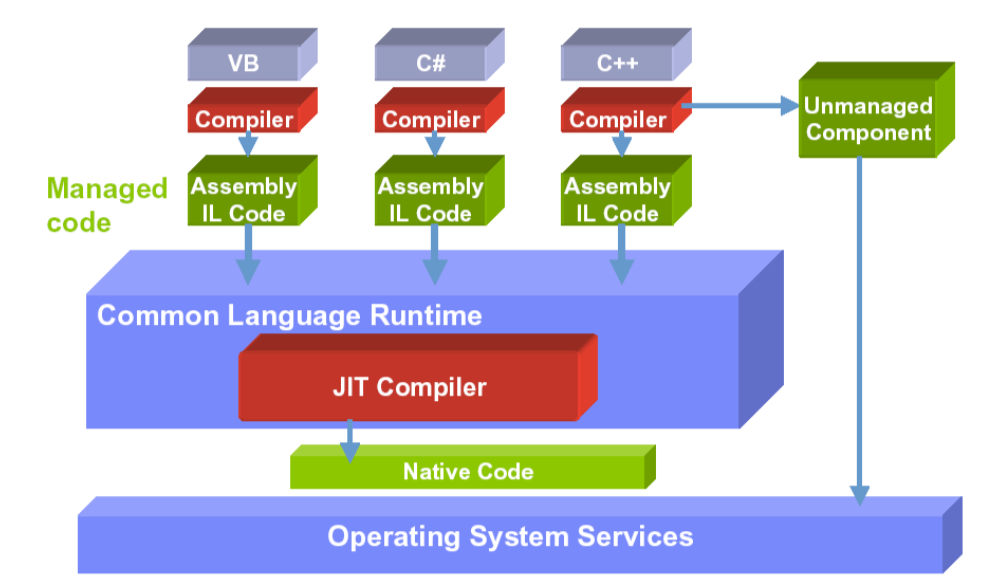 VB
C#
C++
Compiler
Compiler
Compiler
Unmanaged
Component
Managed
code
Assembly
IL Code
Assembly
IL Code
Assembly
IL Code
Common Language Runtime
JIT Compiler
Native Code
Operating System Services